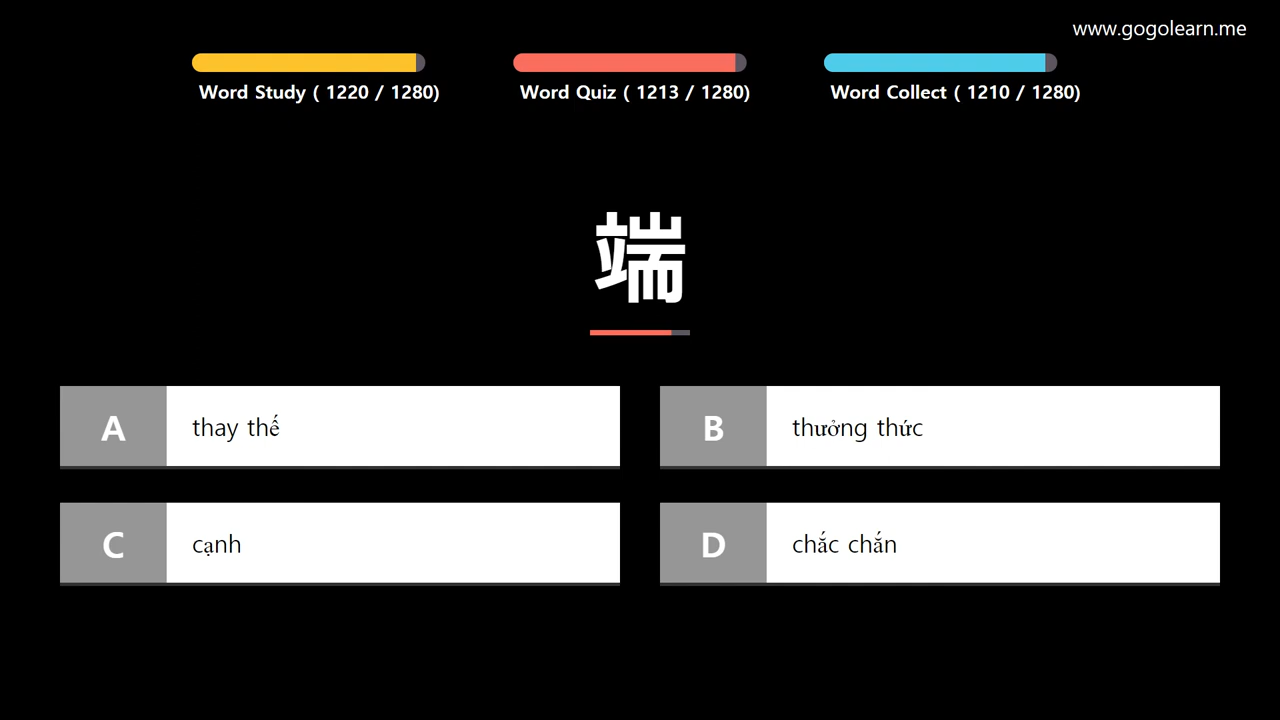 www.gogolearn.me
Word Study ( 1220 / 1280)
Word Quiz ( 1213 / 1280)
Word Collect ( 1210 / 1280)
端
A thay thế
B thưởng thức
C cạnh
D chắc chắn